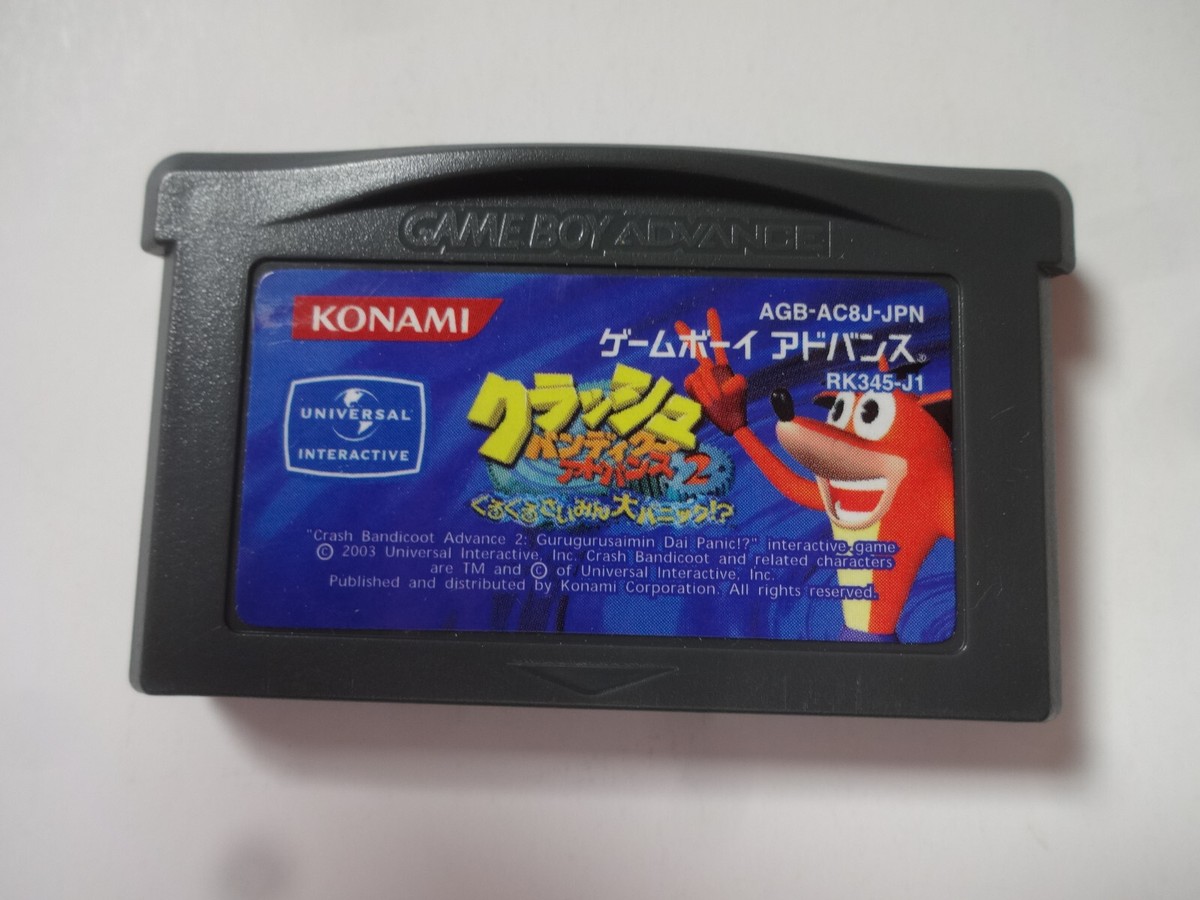 GAME BOY ADVANCE
KONAMI
AGB-AC8J-JPN
ゲームボーイ アドバンス®
RK345-J1
UNIVERSAL
INTERACTIVE
クラッシュ
バンディクー
アドバンス2
ぐるぐるさいみん大パニック!?
"Crash Bandicoot Advance 2: Gurugurusaimin Dai Panic!?" interactive game
© 2003 Universal Interactive, Inc. Crash Bandicoot and related characters
are TM and © of Universal Interactive, Inc.
Published and distributed by Konami Corporation. All rights reserved.